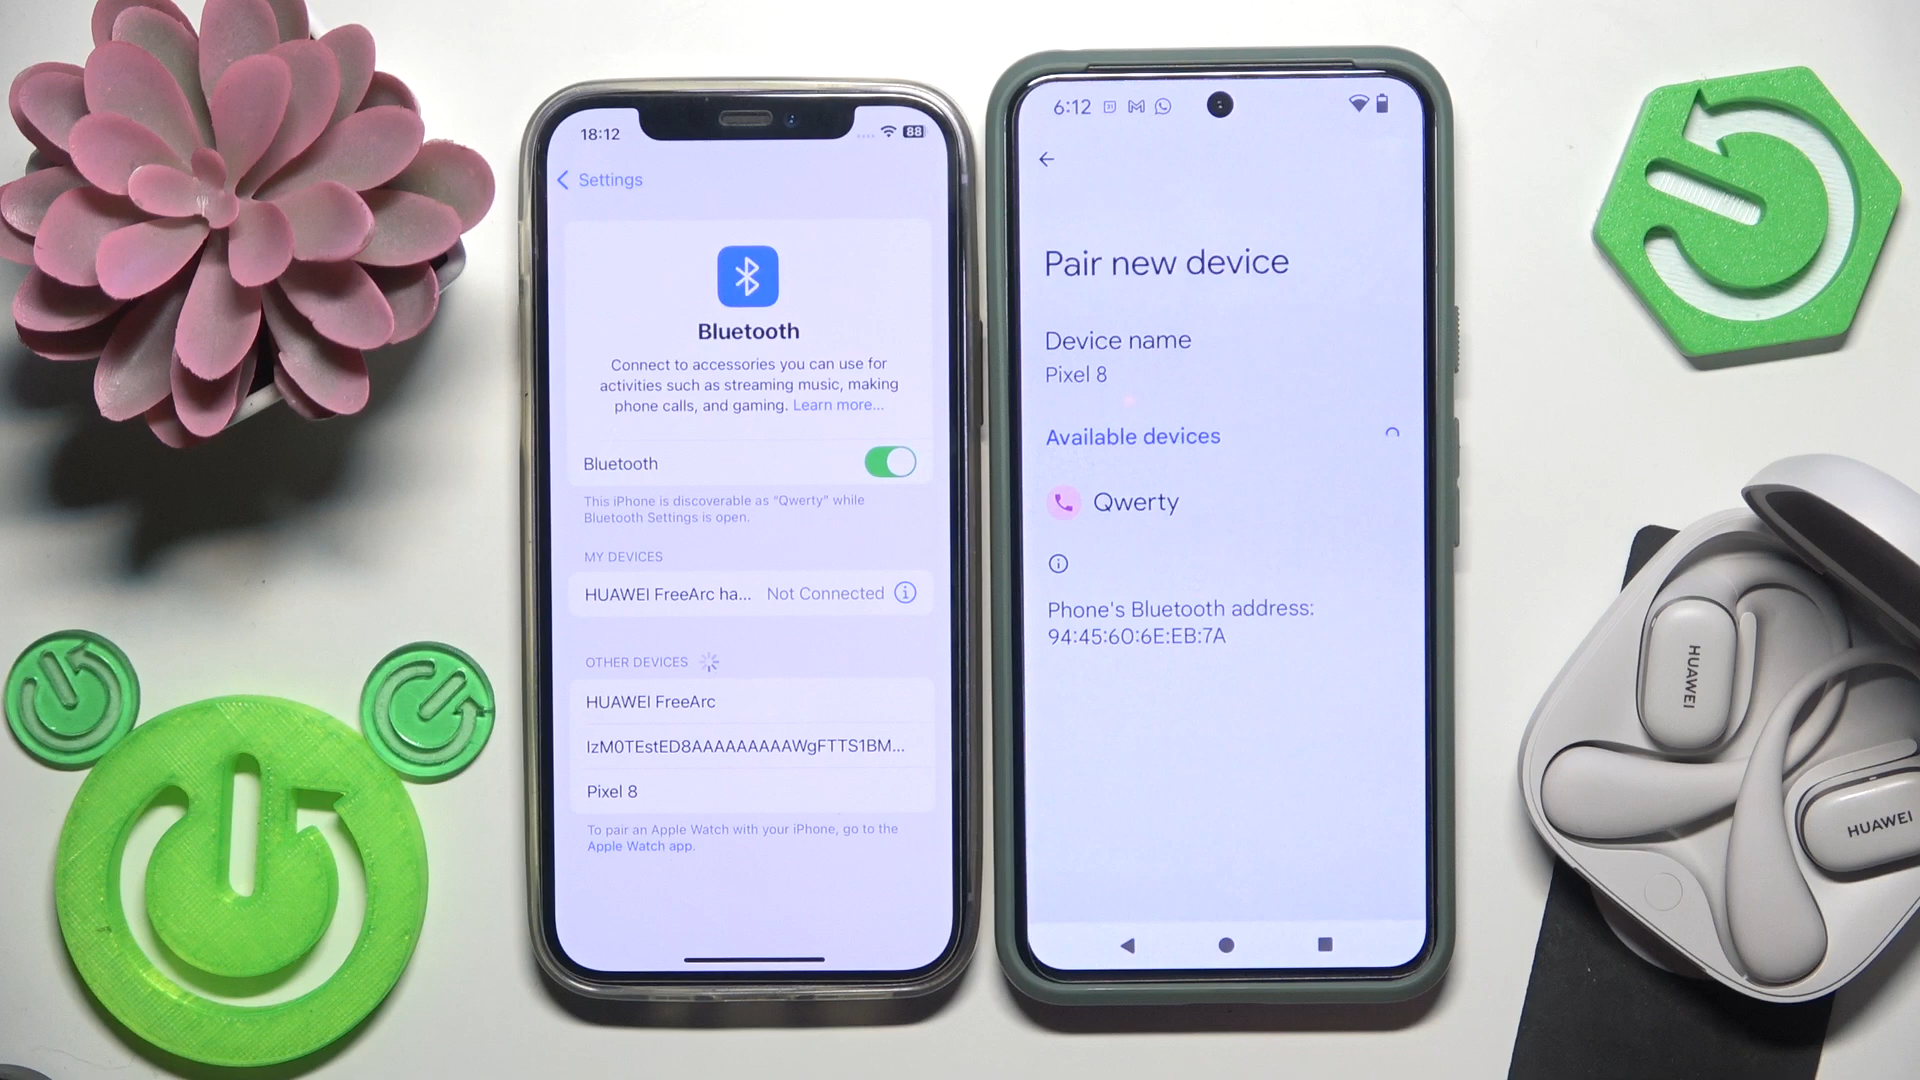 18:12
88
Settings
Bluetooth
Connect to accessories you can use for
activities such as streaming music, making
phone calls, and gaming. Learn more...
Bluetooth
This iPhone is discoverable as “Qwerty” while
Bluetooth Settings is open.
MY DEVICES
HUAWEI FreeArc ha... Not Connected
OTHER DEVICES
HUAWEI FreeArc
IzM0TEstED8AAAAAAAAAWgFTTS1BM...
Pixel 8
To pair an Apple Watch with your iPhone, go to the
Apple Watch app.
6:12
31
Pair new device
Device name
Pixel 8
Available devices
Qwerty
Phone's Bluetooth address:
94:45:60:6E:EB:7A
HUAWEI
HUAWEI